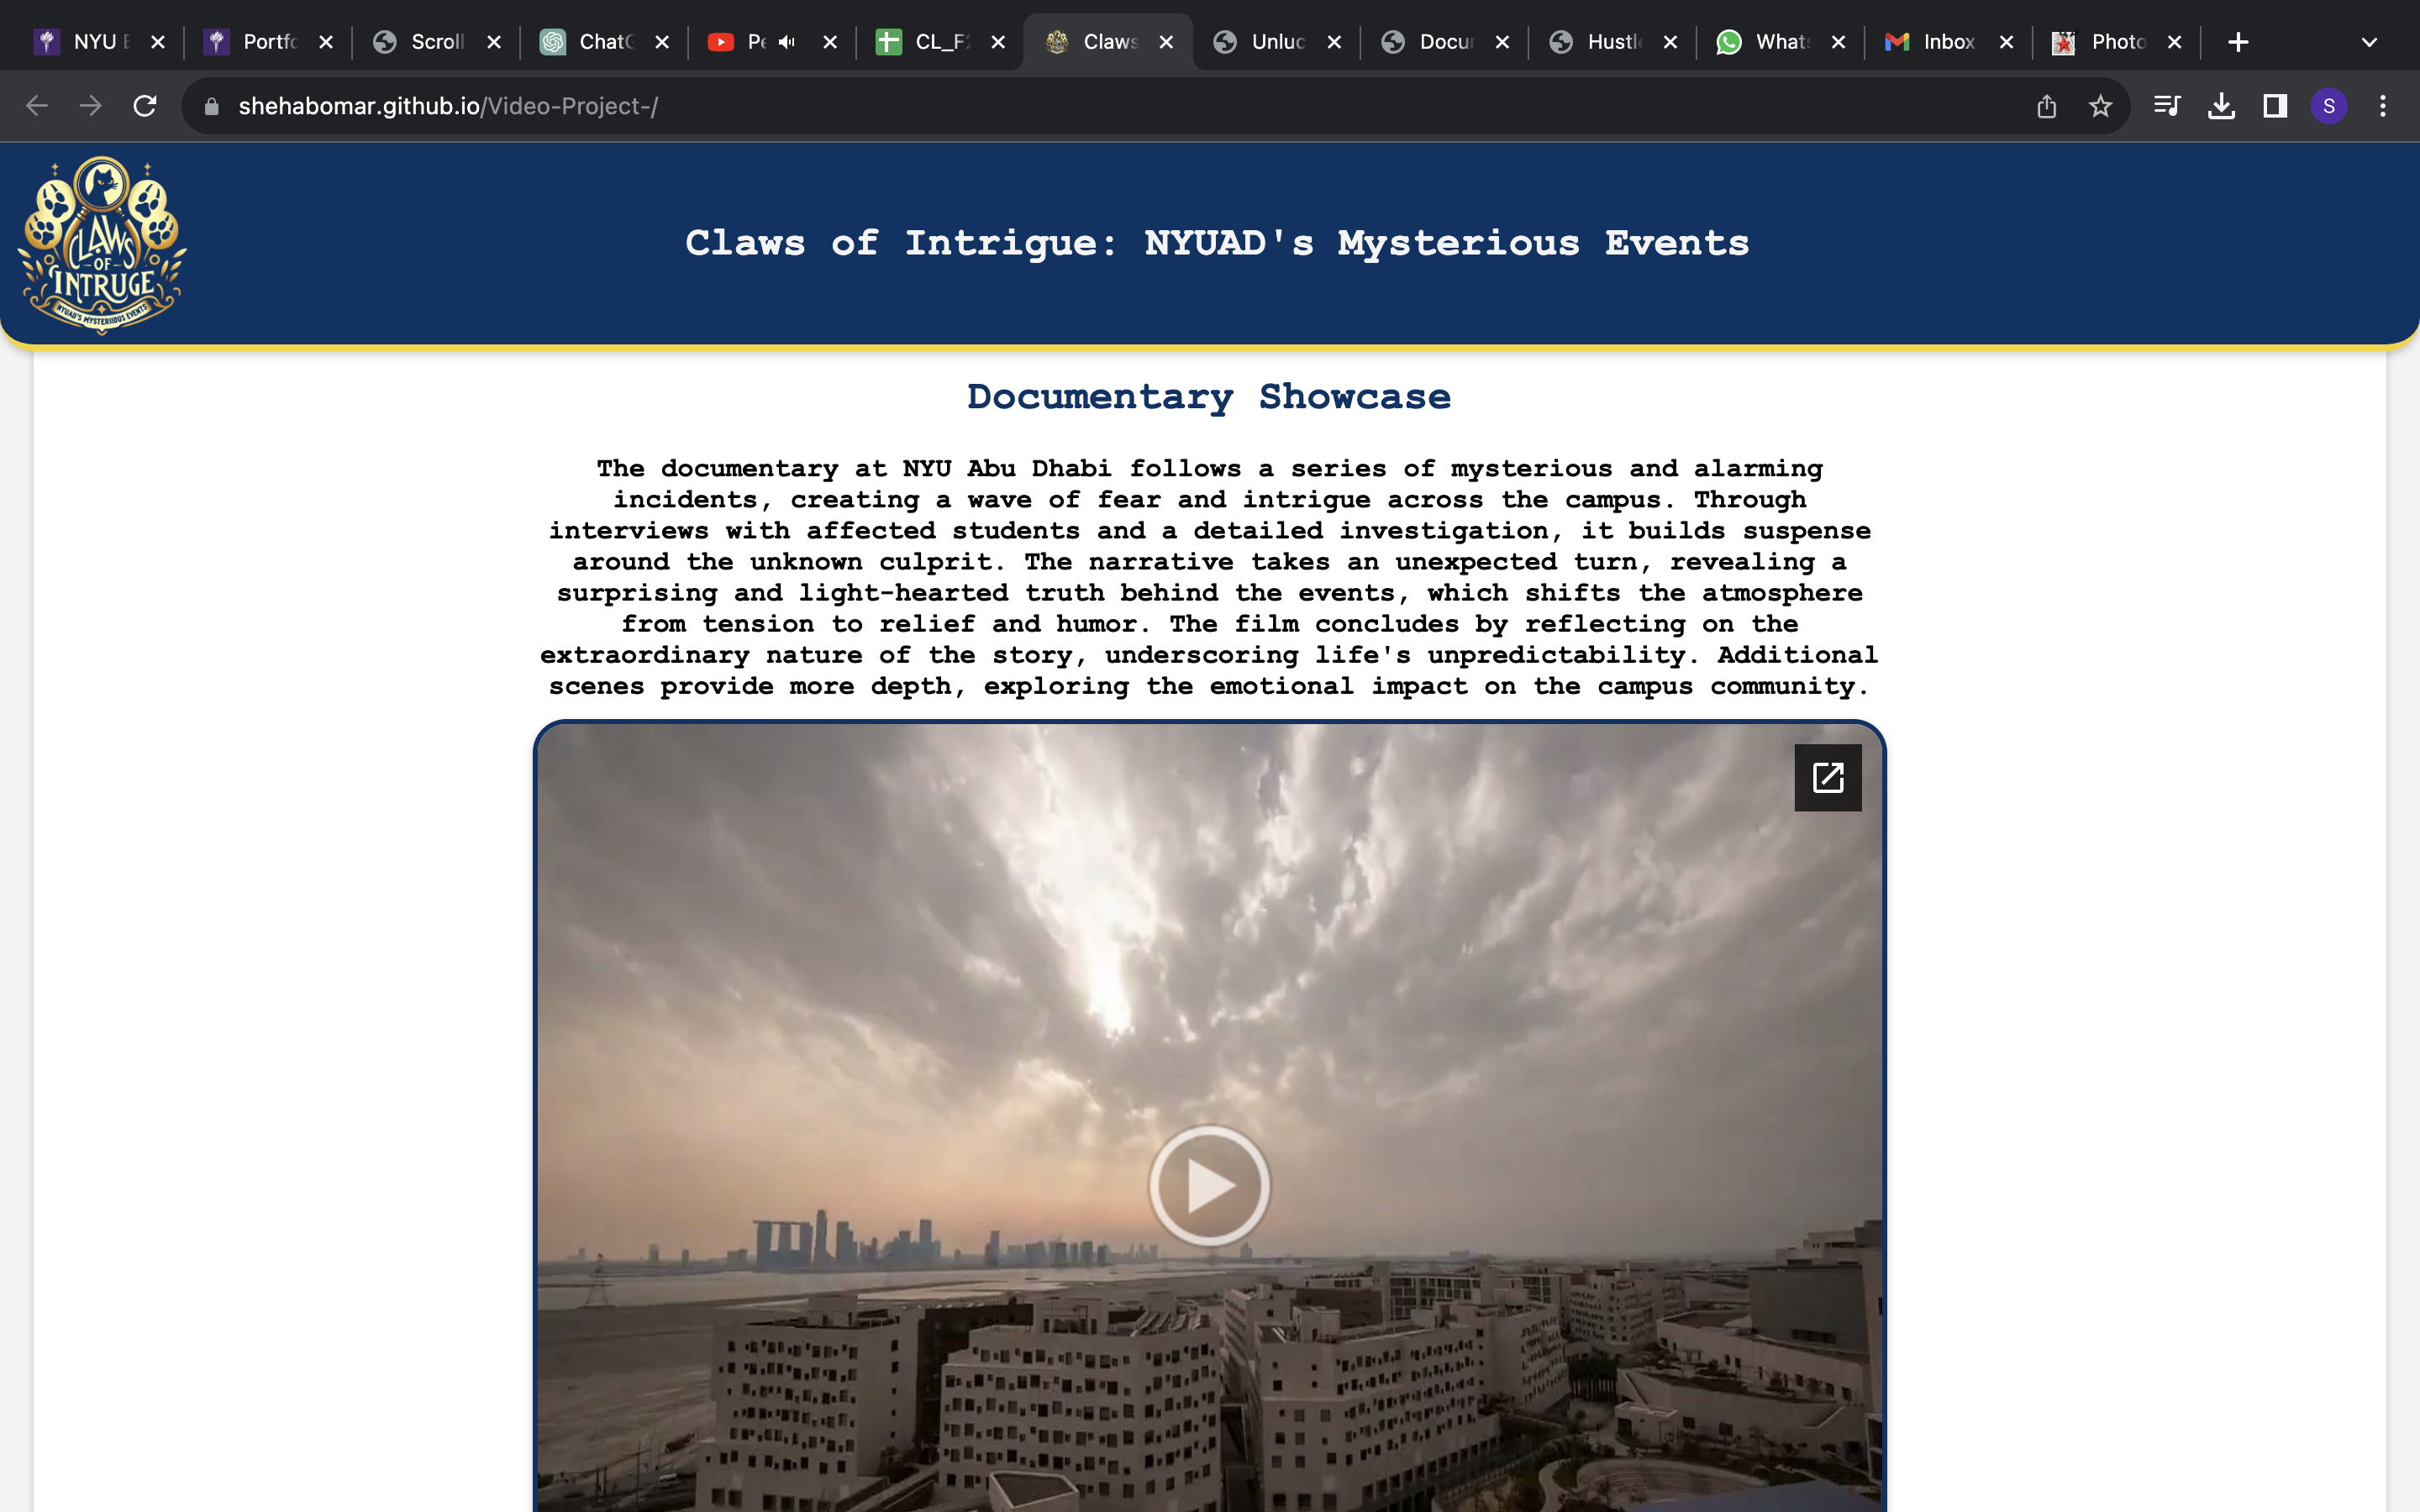 NYU E
Portfo
Scroll
ChatG
Pe
CL_F2
Claws
Unluc
Docum
Hustle
Whats
Inbox
Photo
shehabomar.github.io/Video-Project-/
S
CLAWS
OF
INTRUGE
NYUAD'S MYSTERIIOUS EVENTS
Claws of Intrigue: NYUAD's Mysterious Events
Documentary Showcase
The documentary at NYU Abu Dhabi follows a series of mysterious and alarming
incidents, creating a wave of fear and intrigue across the campus. Through
interviews with affected students and a detailed investigation, it builds suspense
around the unknown culprit. The narrative takes an unexpected turn, revealing a
surprising and light-hearted truth behind the events, which shifts the atmosphere
from tension to relief and humor. The film concludes by reflecting on the
extraordinary nature of the story, underscoring life's unpredictability. Additional
scenes provide more depth, exploring the emotional impact on the campus community.